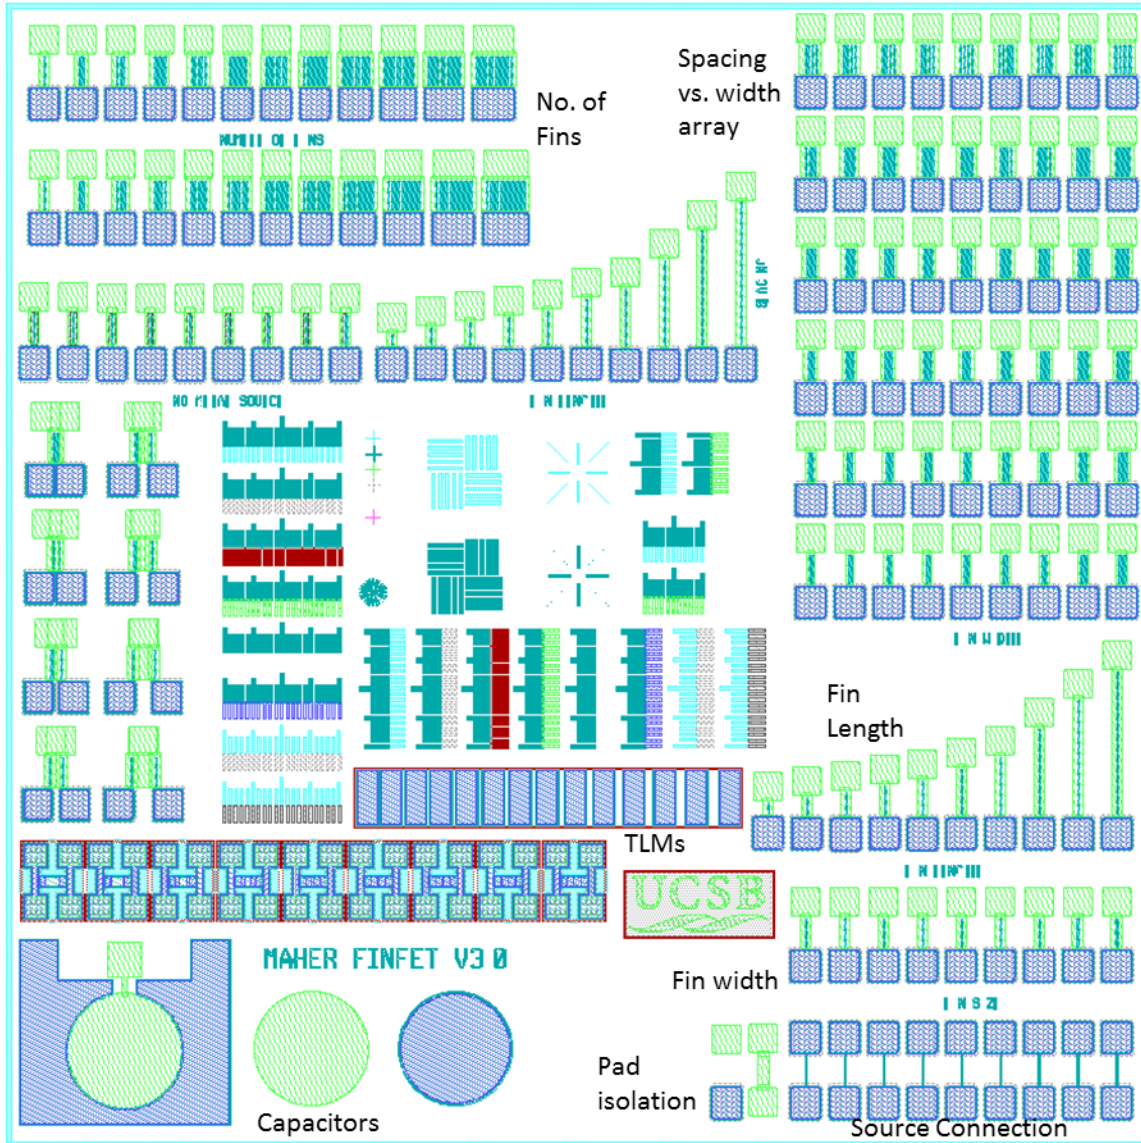 No. of
Fins
Spacing
vs. width
array
Fin
Length
TLMs
UCSB
MAHER FINFET V3 0
Fin width
Pad
isolation
Capacitors
Source Connection